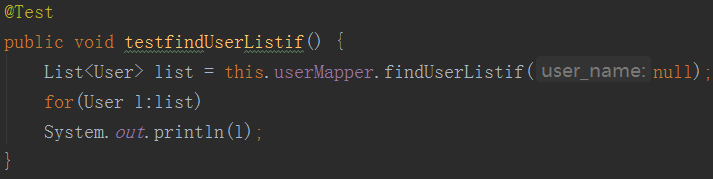 @Test
public void testfindUserListif() {
List<User> list = this.userMapper.findUserListif( user_name: null);
for(User l:list)
System.out.println(l);
}